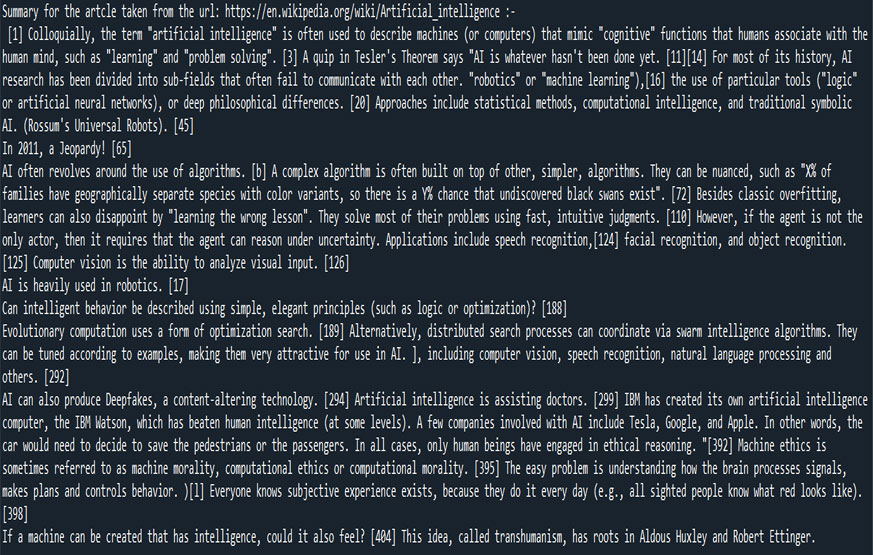 Summary for the artcle taken from the url: https://en.wikipedia.org/wiki/Artificial_intelligence :-
[1] Colloquially, the term "artificial intelligence" is often used to describe machines (or computers) that mimic "cognitive" functions that humans associate with the
human mind, such as "learning" and "problem solving". [3] A quip in Tesler's Theorem says "AI is whatever hasn't been done yet. [11][14] For most of its history, AI
research has been divided into sub-fields that often fail to communicate with each other. "robotics" or "machine learning"),[16] the use of particular tools ("logic"
or artificial neural networks), or deep philosophical differences. [20] Approaches include statistical methods, computational intelligence, and traditional symbolic
AI. (Rossum's Universal Robots). [45]
In 2011, a Jeopardy! [65]
AI often revolves around the use of algorithms. [b] A complex algorithm is often built on top of other, simpler, algorithms. They can be nuanced, such as "X% of
families have geographically separate species with color variants, so there is a Y% chance that undiscovered black swans exist". [72] Besides classic overfitting,
learners can also disappoint by "learning the wrong lesson". They solve most of their problems using fast, intuitive judgments. [110] However, if the agent is not the
only actor, then it requires that the agent can reason under uncertainty. Applications include speech recognition,[124] facial recognition, and object recognition.
[125] Computer vision is the ability to analyze visual input. [126]
AI is heavily used in robotics. [17]
Can intelligent behavior be described using simple, elegant principles (such as logic or optimization)? [188]
Evolutionary computation uses a form of optimization search. [189] Alternatively, distributed search processes can coordinate via swarm intelligence algorithms. They
can be tuned according to examples, making them very attractive for use in AI. ], including computer vision, speech recognition, natural language processing and
others. [292]
AI can also produce Deepfakes, a content-altering technology. [294] Artificial intelligence is assisting doctors. [299] IBM has created its own artificial intelligence
computer, the IBM Watson, which has beaten human intelligence (at some levels). A few companies involved with AI include Tesla, Google, and Apple. In other words, the
car would need to decide to save the pedestrians or the passengers. In all cases, only human beings have engaged in ethical reasoning. "[392] Machine ethics is
sometimes referred to as machine morality, computational ethics or computational morality. [395] The easy problem is understanding how the brain processes signals,
makes plans and controls behavior. )[l] Everyone knows subjective experience exists, because they do it every day (e.g., all sighted people know what red looks like).
[398]
If a machine can be created that has intelligence, could it also feel? [404] This idea, called transhumanism, has roots in Aldous Huxley and Robert Ettinger.